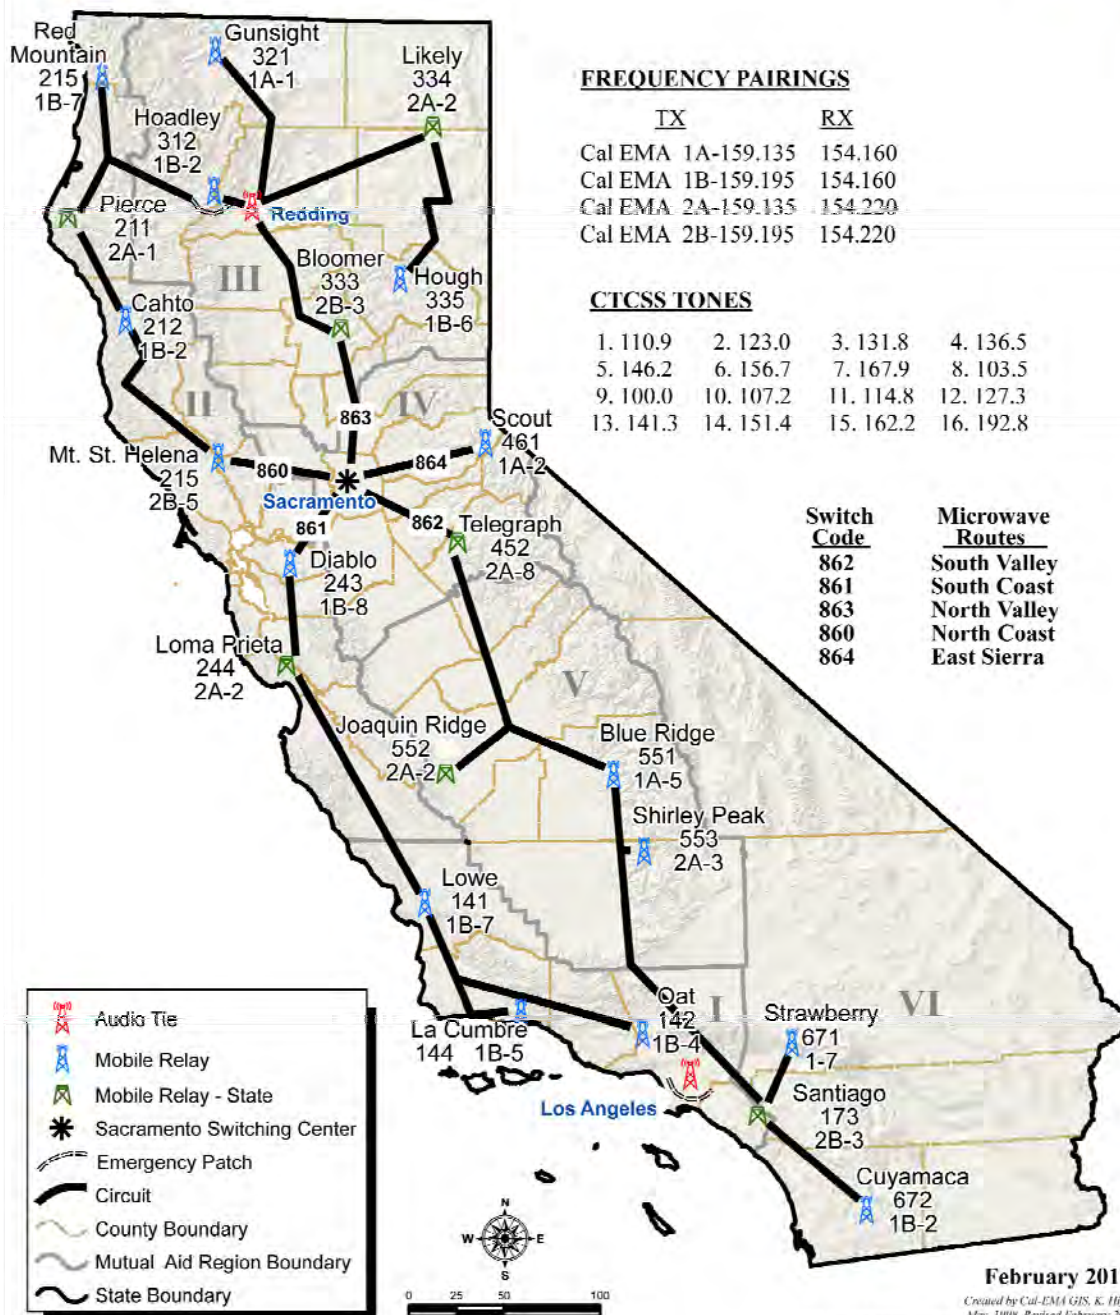 Red
Mountain
215
1B-7
Gunsight
321
1A-1
Likely
334
2A-2
Hoadley
312
1B-2
Pierce
211
2A-1
Redding
III
Bloomer
333
2B-3
Hough
335
1B-6
Cahto
212
1B-2
II
IV
863
Scout
461
1A-2
Mt. St. Helena
215
2B-5
860
864
Sacramento
861
862
Telegraph
452
2A-8
Diablo
243
1B-8
Loma Prieta
244
2A-2
V
Joaquin Ridge
552
2A-2
Blue Ridge
551
1A-5
Shirley Peak
553
2A-3
Lowe
141
1B-7
La Cumbre
144 1B-5
Oat
142
1B-4
I
VI
Strawberry
671
1-7
Los Angeles
Santiago
173
2B-3
Cuyamaca
672
1B-2
FREQUENCY PAIRINGS
TX RX
Cal EMA 1A-159.135 154.160
Cal EMA 1B-159.195 154.160
Cal EMA 2A-159.135 154.220
Cal EMA 2B-159.195 154.220
CTCSS TONES
1. 110.9 2. 123.0 3. 131.8 4. 136.5
5. 146.2 6. 156.7 7. 167.9 8. 103.5
9. 100.0 10. 107.2 11. 114.8 12. 127.3
13. 141.3 14. 151.4 15. 162.2 16. 192.8
Switch Microwave
Code Routes
862 South Valley
861 South Coast
863 North Valley
860 North Coast
864 East Sierra
Audio Tie
Mobile Relay
Mobile Relay - State
Sacramento Switching Center
Emergency Patch
Circuit
County Boundary
Mutual Aid Region Boundary
State Boundary
N
W E
S
0 25 50 100
February 201
Created by Cal-EMA GIS, K.
Revised February